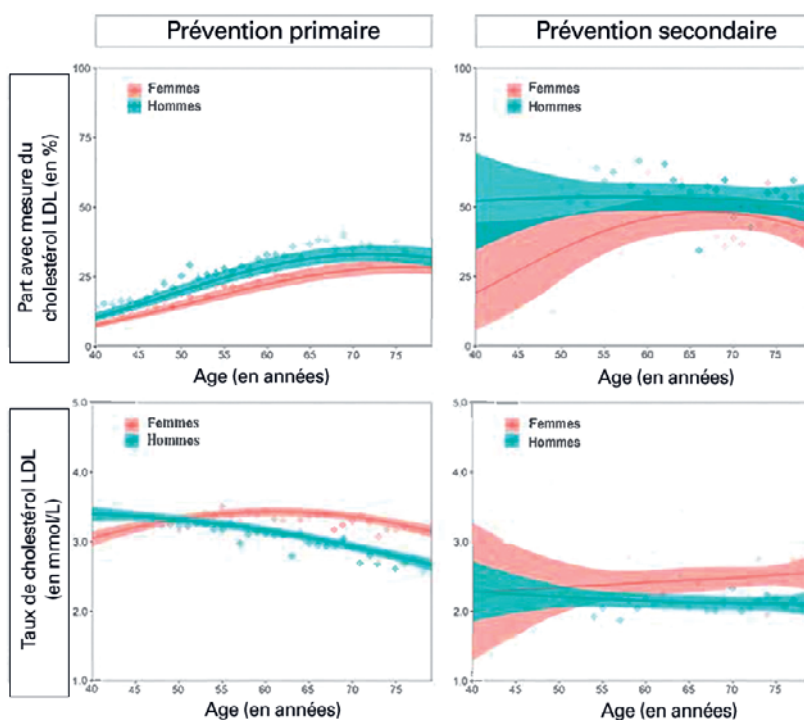 Prévention primaire
Prévention secondaire
Part avec mesure du
cholestérol LDL (en %)
100
75
50
25
0
Femmes
Hommes
40 45 50 55 60 65 70 75
Age (en années)
100
75
50
25
0
Femmes
Hommes
40 45 50 55 60 65 70 75
Age (en années)
Taux de cholestérol LDL
(en mmol/L)
5.0
4.0
3.0
2.0
1.0
Femmes
Hommes
40 45 50 55 60 65 70 75
Age (en années)
5.0
4.0
3.0
2.0
1.0
Femmes
Hommes
40 45 50 55 60 65 70 75
Age (en années)